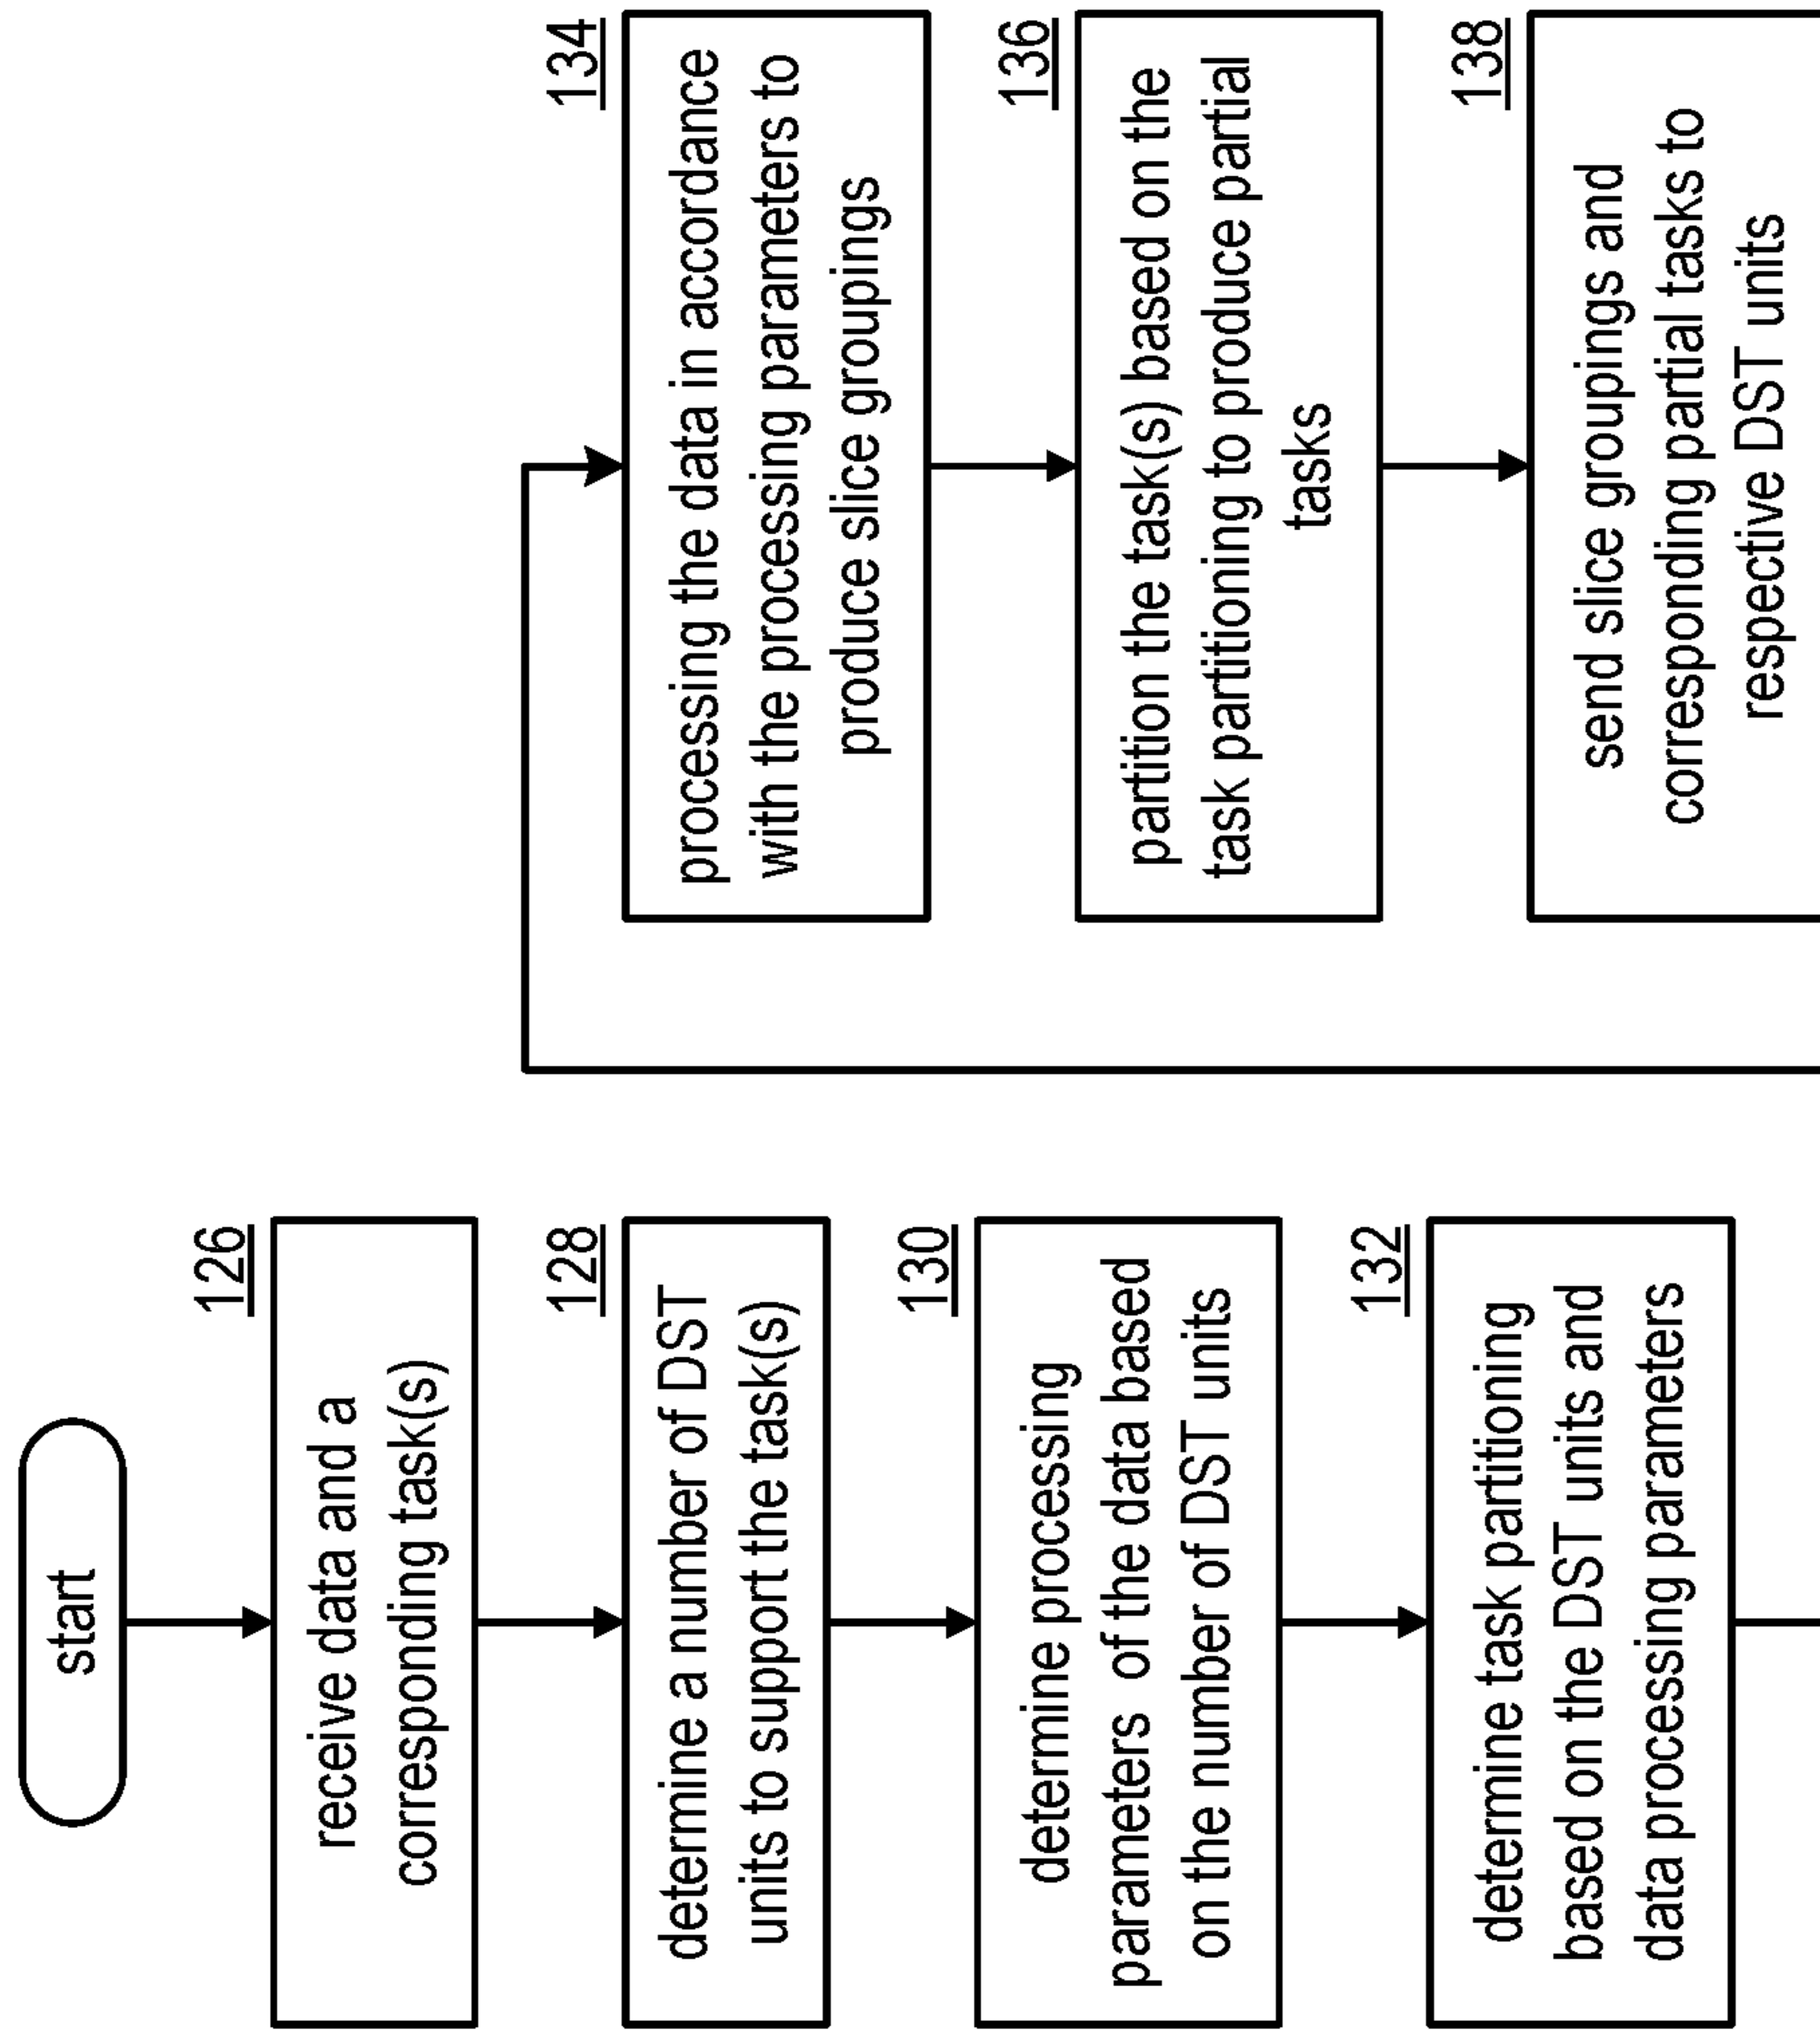 start
126
receive data and a
corresponding task(s)
128
determine a number of DST
units to support the task(s)
130
determine processing
parameters of the data based
on the number of DST units
132
determine task partitioning
based on the DST units and
data processing parameters
134
processing the data in accordance
with the processing parameters to
produce slice groupings
136
partition the task(s) based on the
task partitioning to produce partial
tasks
138
send slice groupings and
corresponding partial tasks to
respective DST units